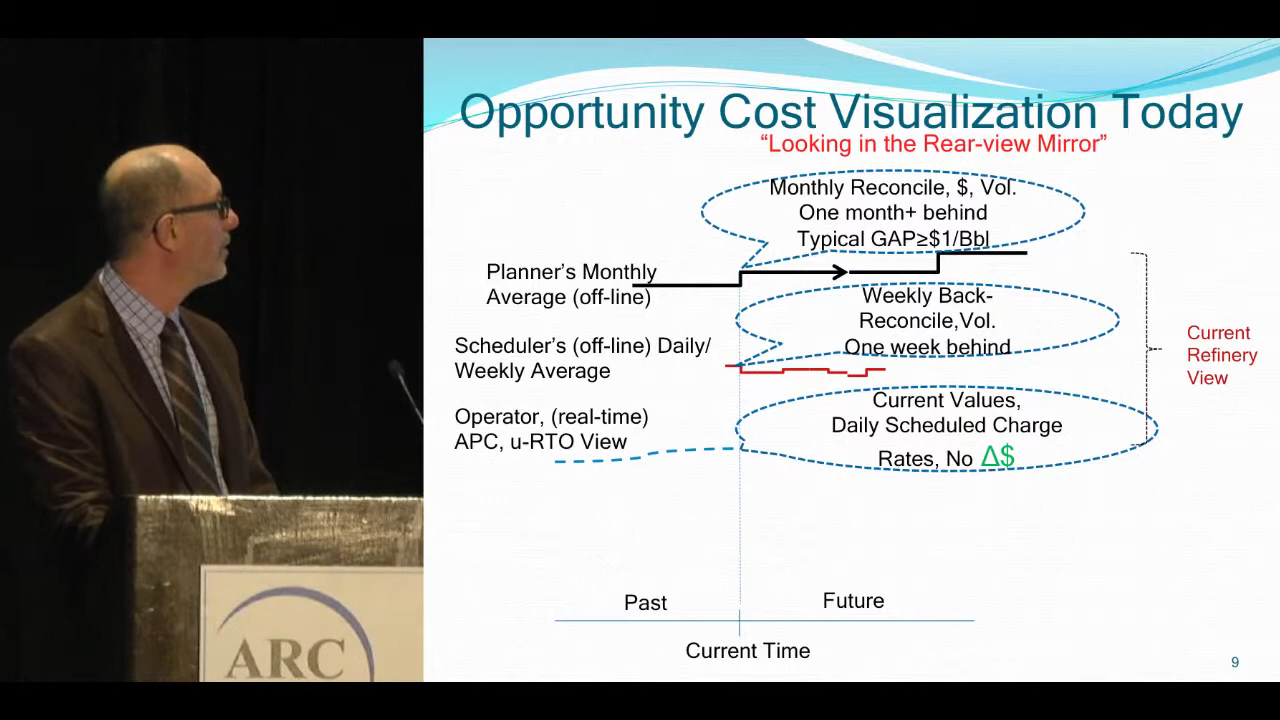 Opportunity Cost Visualization Today
“Looking in the Rear-view Mirror”
Monthly Reconcile, $, Vol.
One month+ behind
Typical GAP≥$1/Bbl
Planner’s Monthly
Average (off-line)
Weekly Back-
Reconcile,Vol.
One week behind
Scheduler’s (off-line) Daily/
Weekly Average
Current
Refinery
View
Operator, (real-time)
APC, u-RTO View
Current Values,
Daily Scheduled Charge
Rates, No Δ$
Past
Future
Current Time
9
ARC